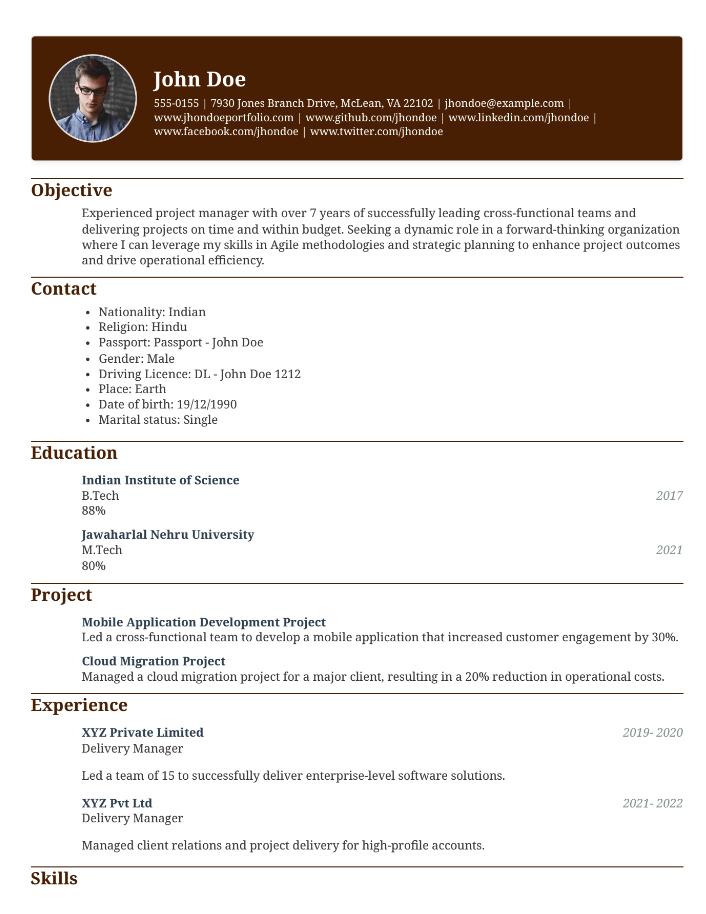 John Doe
555-0155 | 7930 Jones Branch Drive, McLean, VA 22102 | jhondoe@example.com |
www.jhondoeportfolio.com | www.github.com/jhondoe | www.linkedin.com/jhondoe |
www.facebook.com/jhondoe | www.twitter.com/jhondoe
Objective
Experienced project manager with over 7 years of successfully leading cross-functional teams and
delivering projects on time and within budget. Seeking a dynamic role in a forward-thinking organization
where I can leverage my skills in Agile methodologies and strategic planning to enhance project outcomes
and drive operational efficiency.
Contact
• Nationality: Indian
• Religion: Hindu
• Passport: Passport - John Doe
• Gender: Male
• Driving Licence: DL - John Doe 1212
• Place: Earth
• Date of birth: 19/12/1990
• Marital status: Single
Education
Indian Institute of Science
B.Tech 2017
88%
Jawaharlal Nehru University
M.Tech 2021
80%
Project
Mobile Application Development Project
Led a cross-functional team to develop a mobile application that increased customer engagement by 30%.
Cloud Migration Project
Managed a cloud migration project for a major client, resulting in a 20% reduction in operational costs.
Experience
XYZ Private Limited 2019- 2020
Delivery Manager
Led a team of 15 to successfully deliver enterprise-level software solutions.
XYZ Pvt Ltd 2021- 2022
Delivery Manager
Managed client relations and project delivery for high-profile accounts.
Skills